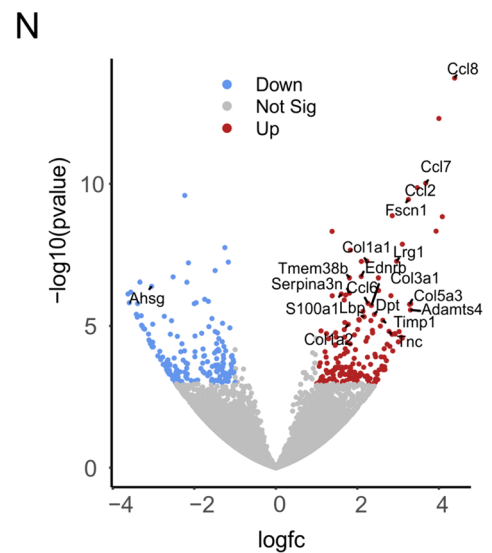 N
Ccl8
Down
Not Sig
Up
Ccl7
10
Ccl2
Fscn1
Col1a1
Lrg1
Tmem38b
Ednrb
Serpina3n
Ccl6
Col3a1
Ahsg
S100a1
Lbp
Dpt
Col5a3
Adamts4
5
Timp1
Col1a2
Tnc
0
−4 −2 0 2 4
logfc
−log10(pvalue)